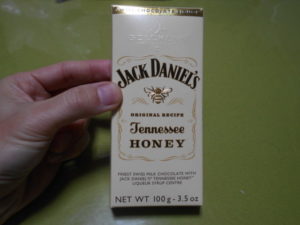 JACK DANIEL'S
ORIGINAL RECIPE
Tennessee
HONEY
FINEST SWISS MILK CHOCOLATE WITH
JACK DANIEL'S® TENNESSEE HONEY™
LIQUEUR SYRUP CENTRE
NET WT 100g - 3.5 oz